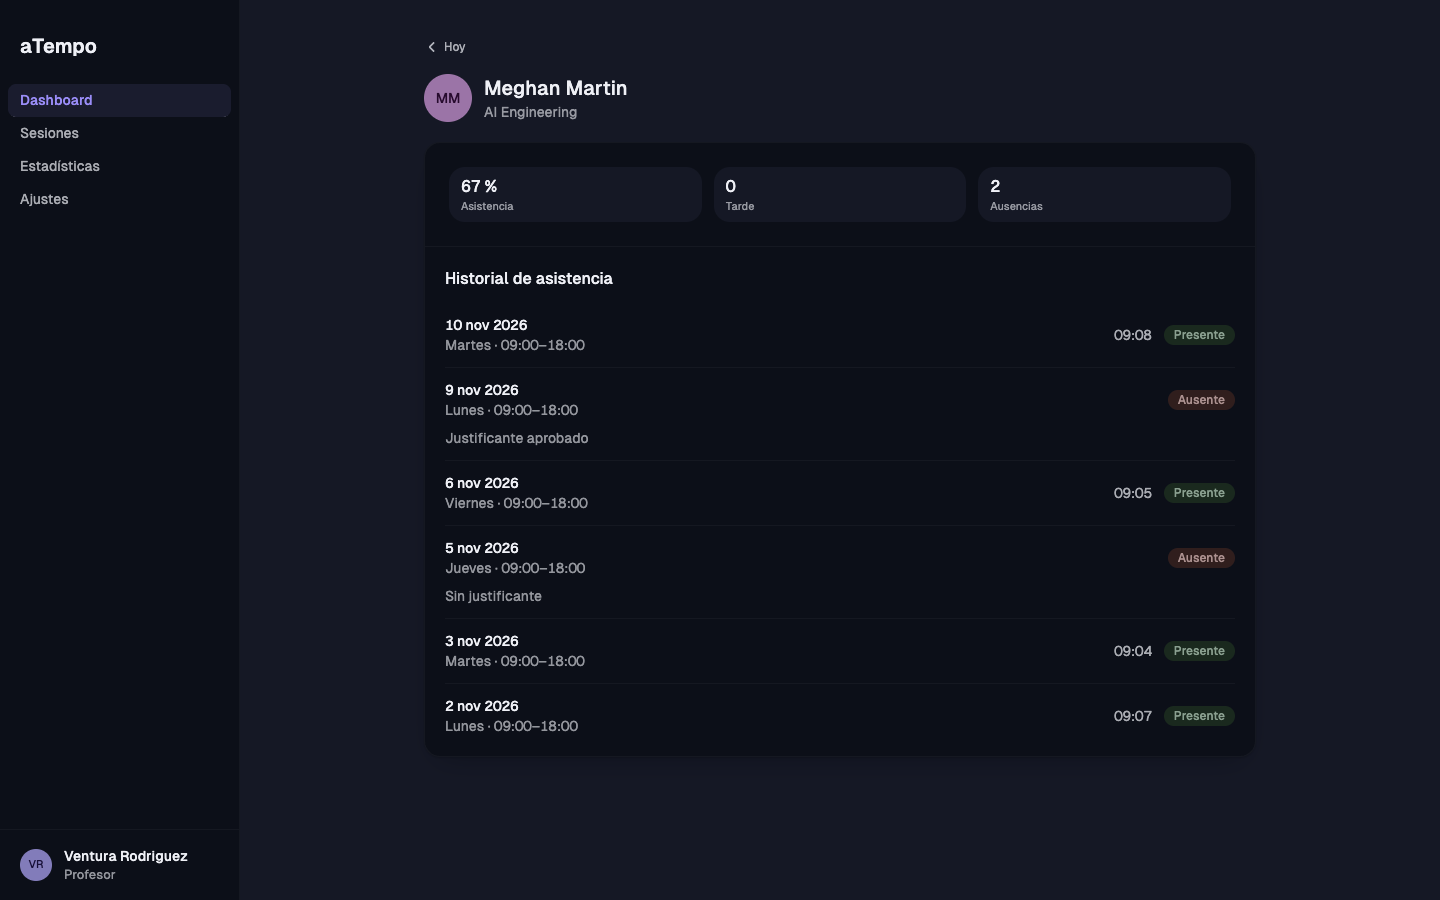 aTempo
Dashboard
Sesiones
Estadísticas
Ajustes
Hoy
MM
Meghan Martin
AI Engineering
67 %
Asistencia
0
Tarde
2
Ausencias
Historial de asistencia
10 nov 2026
Martes · 09:00–18:00
09:08 Presente
9 nov 2026
Lunes · 09:00–18:00
Ausente
Justificante aprobado
6 nov 2026
Viernes · 09:00–18:00
09:05 Presente
5 nov 2026
Jueves · 09:00–18:00
Ausente
Sin justificante
3 nov 2026
Martes · 09:00–18:00
09:04 Presente
2 nov 2026
Lunes · 09:00–18:00
09:07 Presente
VR
Ventura Rodriguez
Profesor